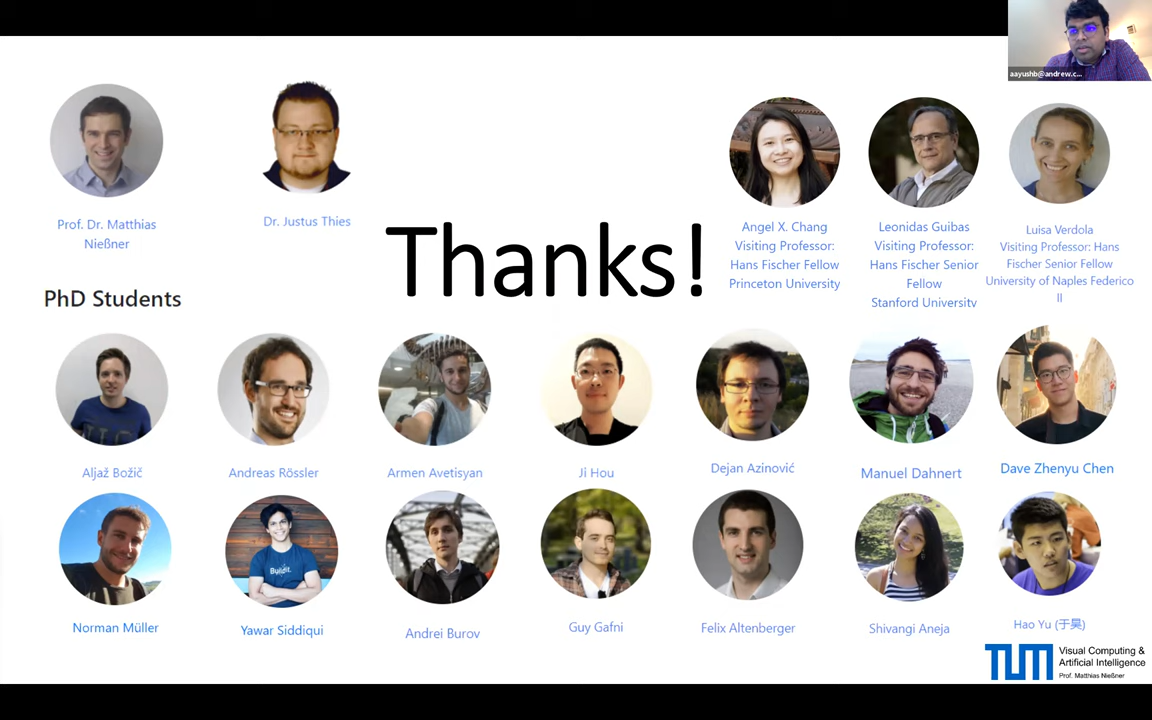 aayushb@andrew.c...
Prof. Dr. Matthias
Nießner
Dr. Justus Thies
Thanks!
Angel X. Chang
Visiting Professor:
Hans Fischer Fellow
Princeton University
Leonidas Guibas
Visiting Professor:
Hans Fischer Senior
Fellow
Stanford University
Luisa Verdola
Visiting Professor: Hans
Fischer Senior Fellow
University of Naples Federico
II
PhD Students
Aljaž Božič
Andreas Rössler
Armen Avetisyan
Ji Hou
Dejan Azinović
Manuel Dahnert
Dave Zhenyu Chen
Buildit.
Norman Müller
Yawar Siddiqui
Andrei Burov
Guy Gafni
Felix Altenberger
Shivangi Aneja
Hao Yu (于昊)
TUM
Visual Computing &
Artificial Intelligence
Prof. Matthias Nießner